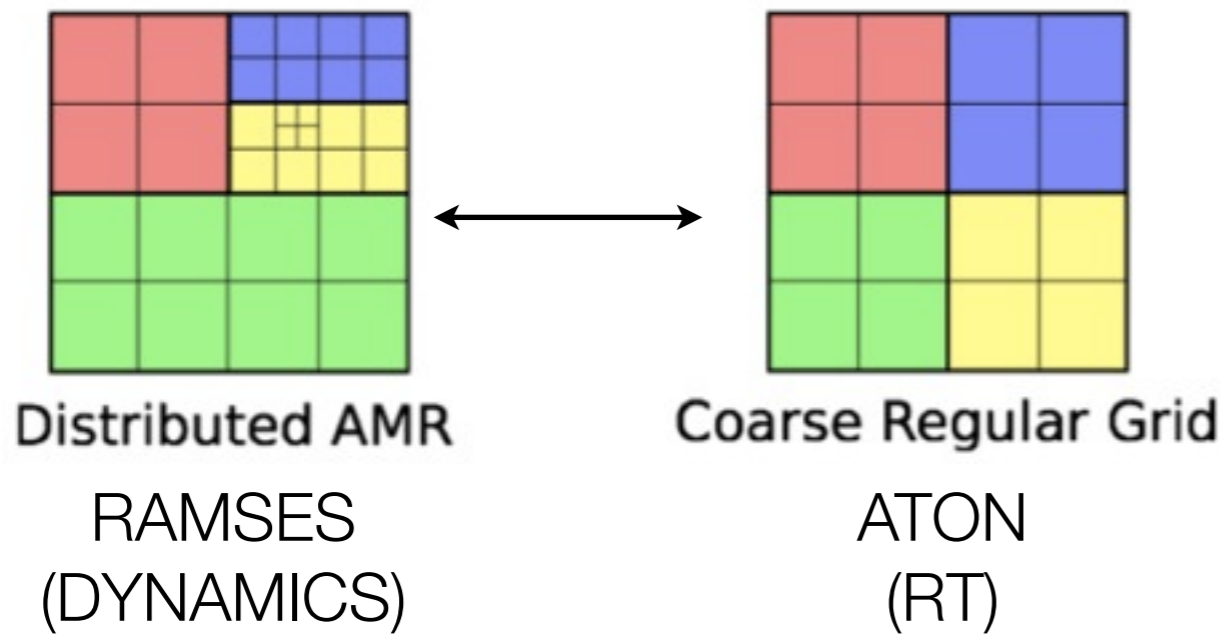 Distributed AMR
Coarse Regular Grid
RAMSES
(DYNAMICS)
ATON
(RT)